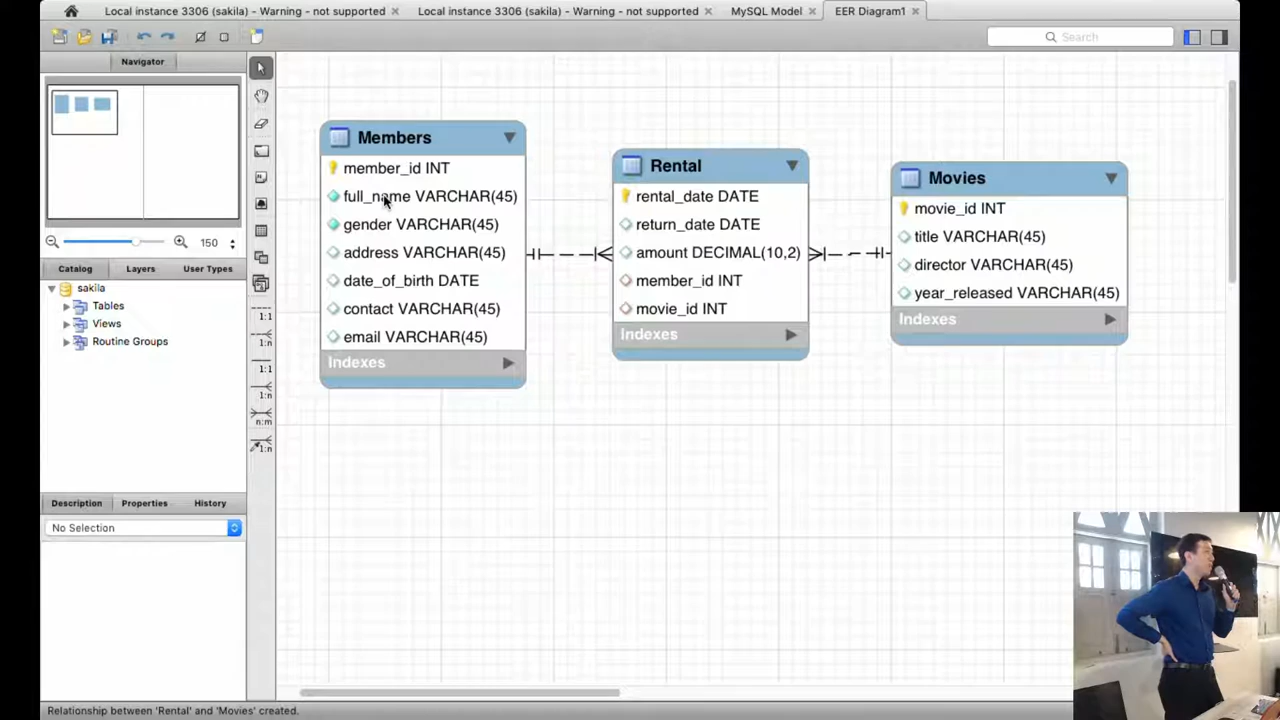 Local instance 3306 (sakila) - Warning - not supported
Local instance 3306 (sakila) - Warning - not supported
MySQL Model
EER Diagram1
Search
Navigator
150
Catalog
Layers
User Types
sakila
Tables
Views
Routine Groups
Description
Properties
History
No Selection
1:1
1:n
1:1
1:n
n:m
1:n
Members
member_id INT
full_name VARCHAR(45)
gender VARCHAR(45)
address VARCHAR(45)
date_of_birth DATE
contact VARCHAR(45)
email VARCHAR(45)
Indexes
Rental
rental_date DATE
return_date DATE
amount DECIMAL(10,2)
member_id INT
movie_id INT
Indexes
Movies
movie_id INT
title VARCHAR(45)
director VARCHAR(45)
year_released VARCHAR(45)
Indexes
Relationship between 'Rental' and 'Movies' created.